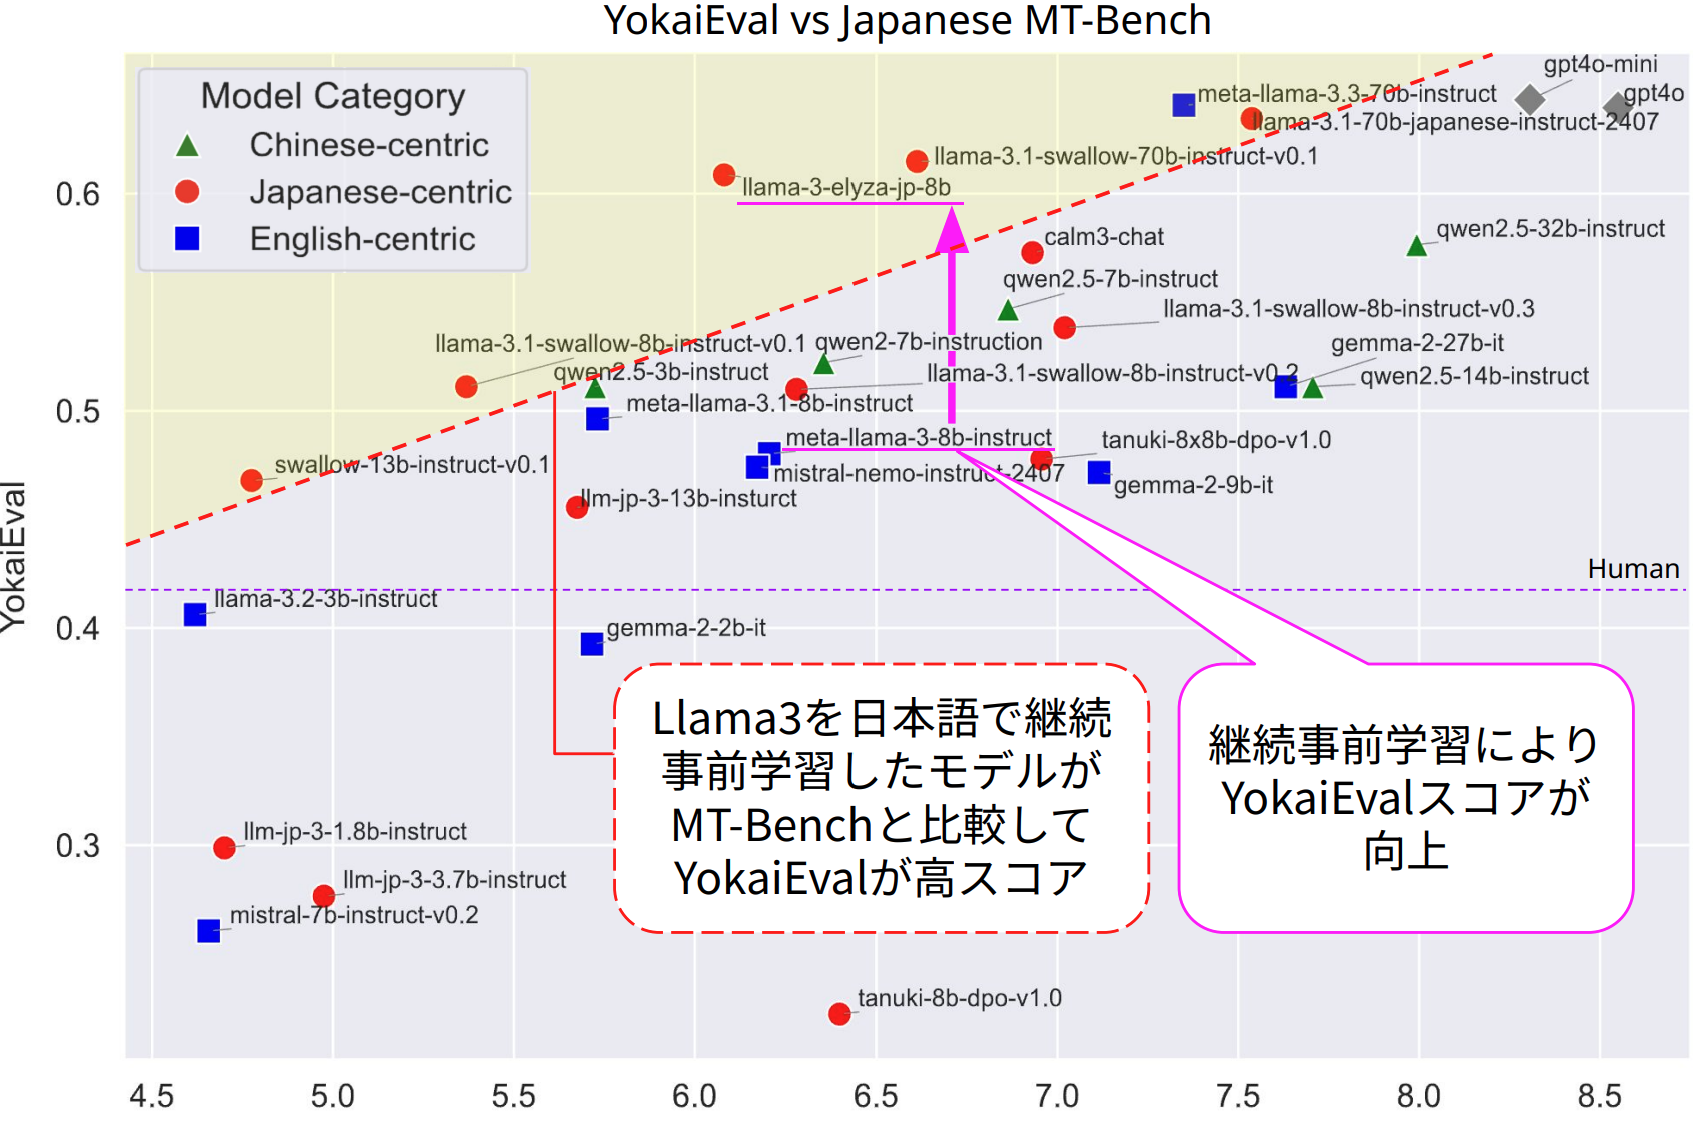 YokaiEval vs Japanese MT-Bench
Model Category
Chinese-centric
Japanese-centric
English-centric
gpt4o-mini
gpt4o
meta-llama-3.3-70b-instruct
llama-3.1-70b-japanese-instruct-2407
llama-3.1-swallow-70b-instruct-v0.1
llama-3-elyza-jp-8b
calm3-chat
qwen2.5-32b-instruct
qwen2.5-7b-instruct
llama-3.1-swallow-8b-instruct-v0.3
llama-3.1-swallow-8b-instruct-v0.1
qwen2-7b-instruction
gemma-2-27b-it
qwen2.5-3b-instruct
llama-3.1-swallow-8b-instruct-v0.2
qwen2.5-14b-instruct
meta-llama-3.1-8b-instruct
meta-llama-3-8b-instruct
tanuki-8x8b-dpo-v1.0
swallow-13b-instruct-v0.1
mistral-nemo-instruct-2407
gemma-2-9b-it
llm-jp-3-13b-insturct
Human
llama-3.2-3b-instruct
gemma-2-2b-it
Llama3を日本語で継続
事前学習したモデルが
MT-Benchと比較して
YokaiEvalが高スコア
継続事前学習により
YokaiEvalスコアが
向上
llm-jp-3-1.8b-instruct
llm-jp-3-3.7b-instruct
mistral-7b-instruct-v0.2
tanuki-8b-dpo-v1.0
YokaiEval
0.6
0.5
0.4
0.3
4.5 5.0 5.5 6.0 6.5 7.0 7.5 8.0 8.5